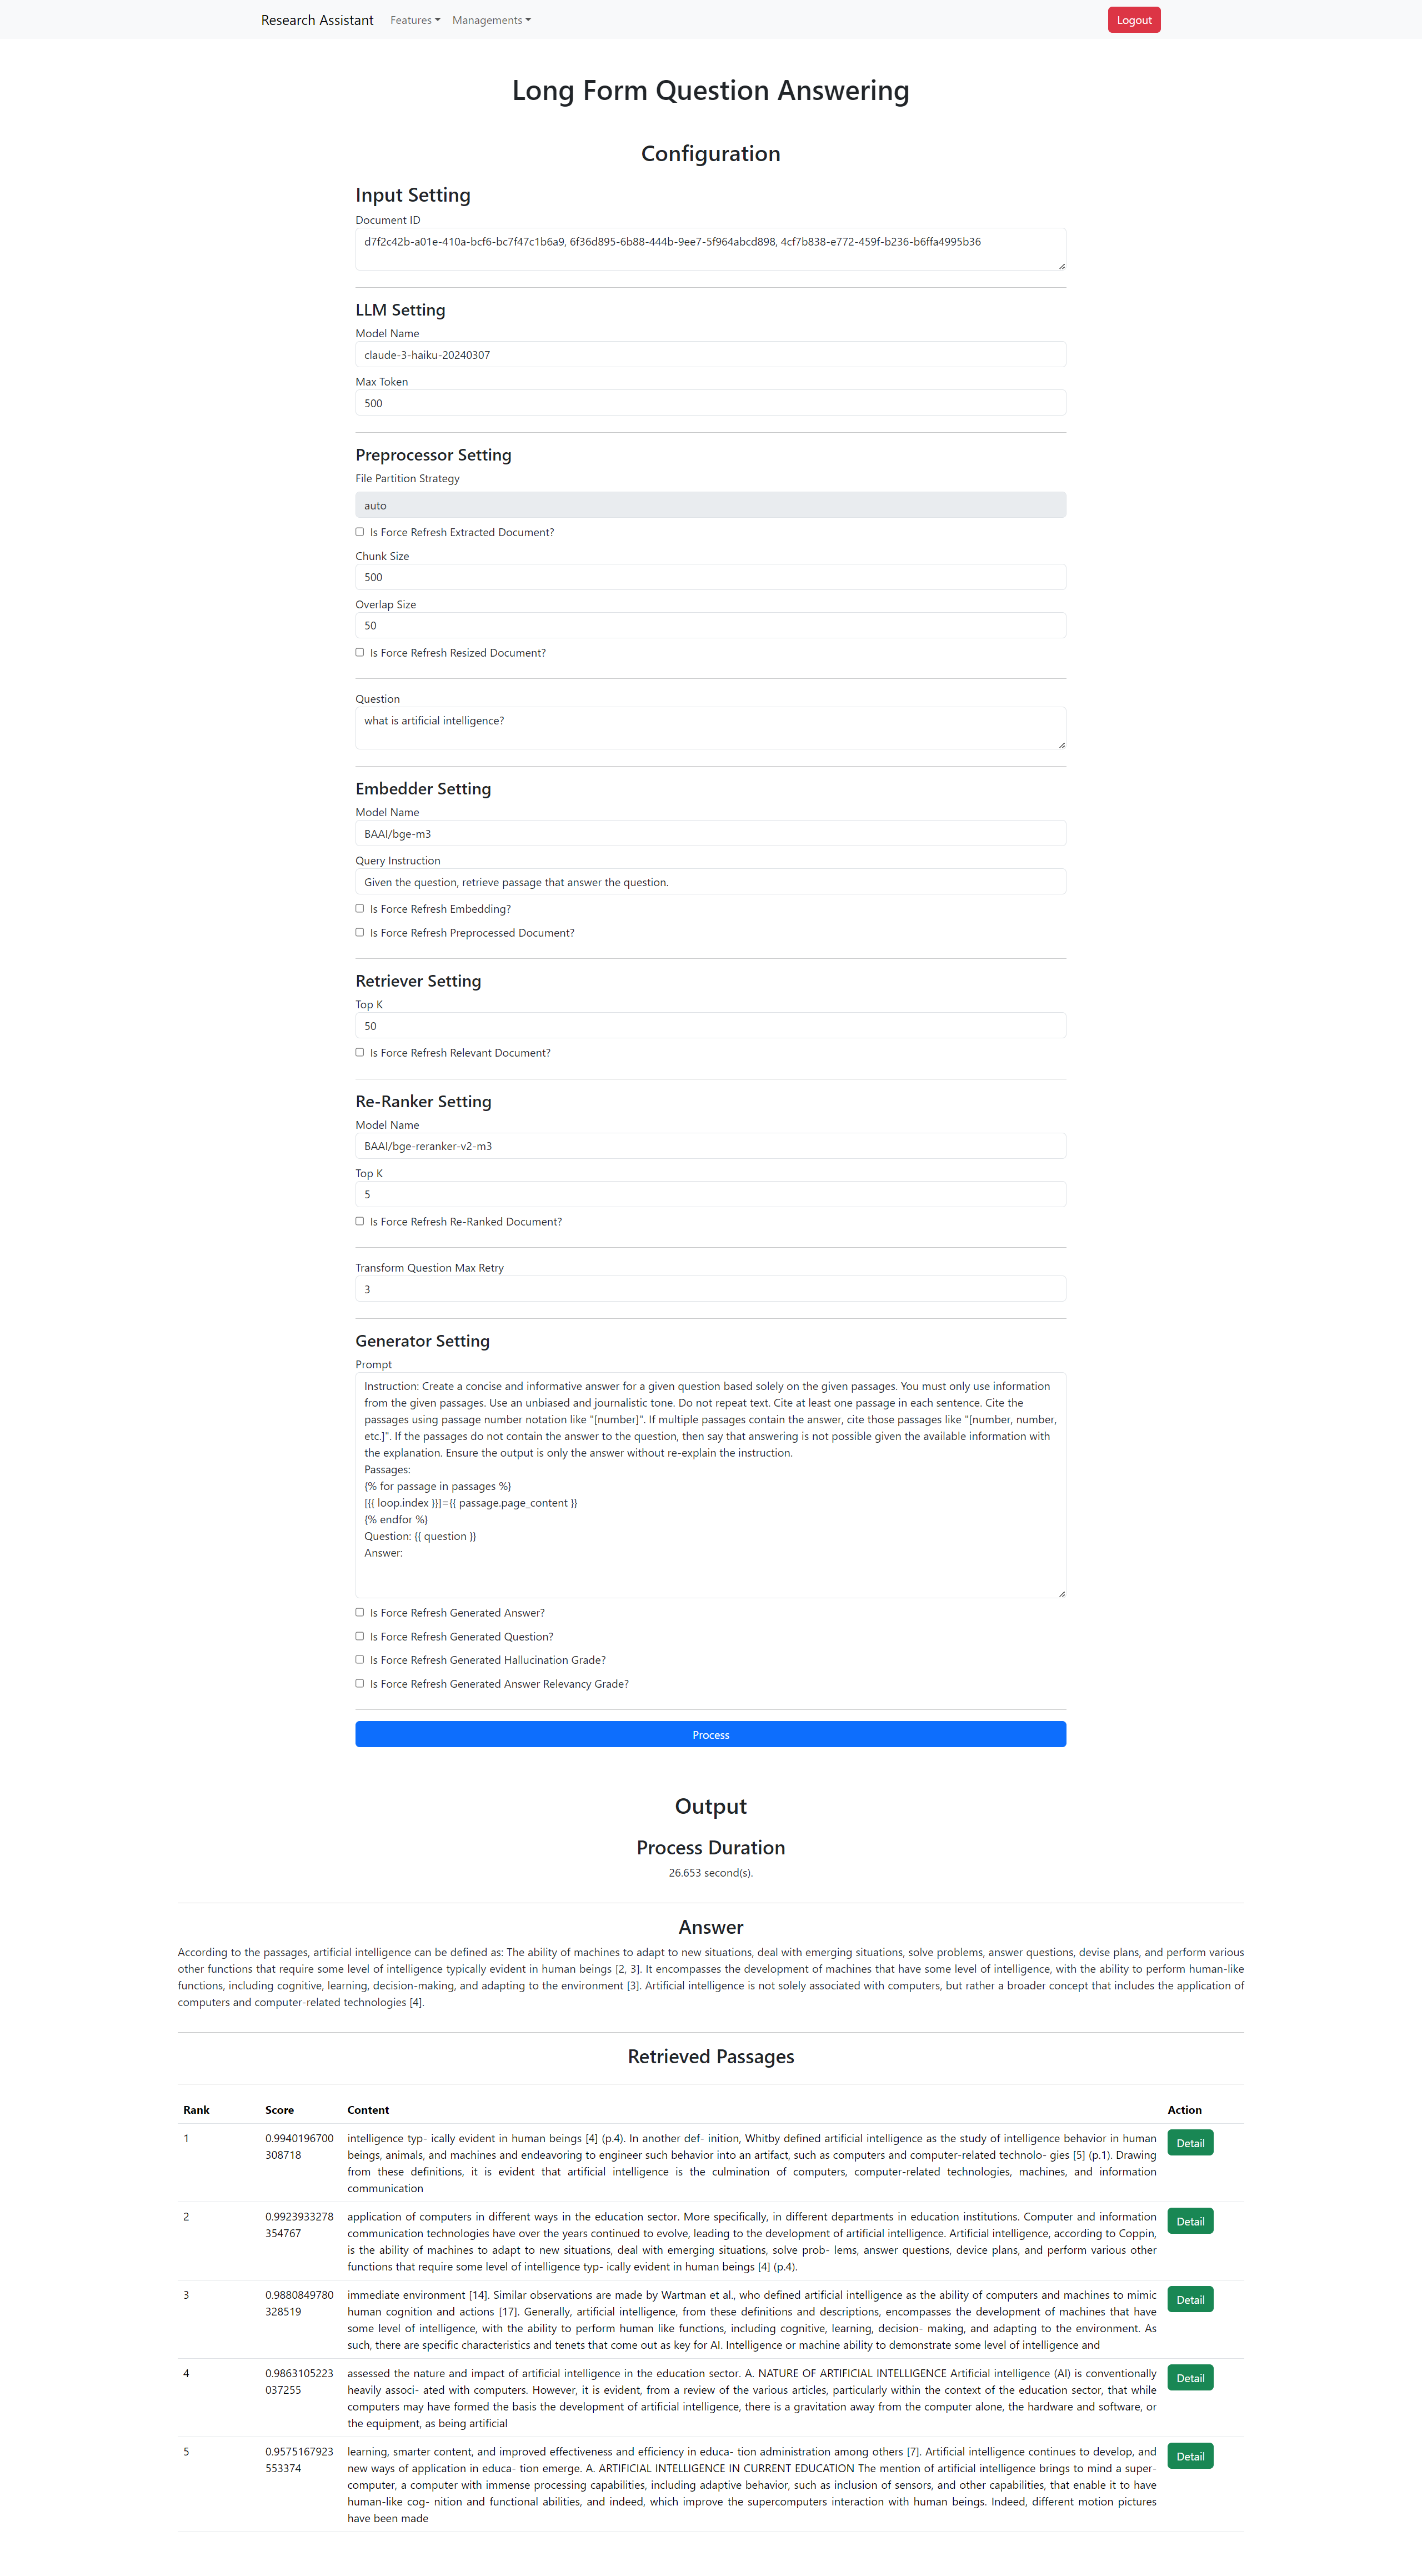 Research Assistant Features Managements Logout
Long Form Question Answering
Configuration
Input Setting
Document ID
d7f2c42b-a01e-410a-bcf6-bc7f47c1b6a9, 6f36d895-6b88-444b-9ee7-5f964abcd898, 4cf7b838-e772-459f-b236-b6ffa4995b36
LLM Setting
Model Name
claude-3-haiku-20240307
Max Token
500
Preprocessor Setting
File Partition Strategy
auto
Is Force Refresh Extracted Document?
Chunk Size
500
Overlap Size
50
Is Force Refresh Resized Document?
Question
what is artificial intelligence?
Embedder Setting
Model Name
BAAI/bge-m3
Query Instruction
Given the question, retrieve passage that answer the question.
Is Force Refresh Embedding?
Is Force Refresh Preprocessed Document?
Retriever Setting
Top K
50
Is Force Refresh Relevant Document?
Re-Ranker Setting
Model Name
BAAI/bge-reranker-v2-m3
Top K
5
Is Force Refresh Re-Ranked Document?
Transform Question Max Retry
3
Generator Setting
Prompt
Instruction: Create a concise and informative answer for a given question based solely on the given passages. You must only use information
from the given passages. Use an unbiased and journalistic tone. Do not repeat text. Cite at least one passage in each sentence. Cite the
passages using passage number notation like "[number]". If multiple passages contain the answer, cite those passages like "[number, number,
etc.]". If the passages do not contain the answer to the question, then say that answering is not possible given the available information with
the explanation. Ensure the output is only the answer without re-explain the instruction.
Passages:
{% for passage in passages %}
[{{ loop.index }}]={{ passage.page_content }}
{% endfor %}
Question: {{ question }}
Answer:
Is Force Refresh Generated Answer?
Is Force Refresh Generated Question?
Is Force Refresh Generated Hallucination Grade?
Is Force Refresh Generated Answer Relevancy Grade?
Process
Output
Process Duration
26.653 second(s).
Answer
According to the passages, artificial intelligence can be defined as: The ability of machines to adapt to new situations, deal with emerging situations, solve problems, answer questions, devise plans, and perform various
other functions that require some level of intelligence typically evident in human beings [2, 3]. It encompasses the development of machines that have some level of intelligence, with the ability to perform human-like
functions, including cognitive, learning, decision-making, and adapting to the environment [3]. Artificial intelligence is not solely associated with computers, but rather a broader concept that includes the application of
computers and computer-related technologies [4].
Retrieved Passages
Rank Score Content Action
1 0.9940196700 intelligence typ- ically evident in human beings [4] (p.4). In another def- inition, Whitby defined artificial intelligence as the study of intelligence behavior in human Detail
308718 beings, animals, and machines and endeavoring to engineer such behavior into an artifact, such as computers and computer-related technolo- gies [5] (p.1). Drawing
from these definitions, it is evident that artificial intelligence is the culmination of computers, computer-related technologies, machines, and information
communication
2 0.9923933278 application of computers in different ways in the education sector. More specifically, in different departments in education institutions. Computer and information Detail
354767 communication technologies have over the years continued to evolve, leading to the development of artificial intelligence. Artificial intelligence, according to Coppin,
is the ability of machines to adapt to new situations, deal with emerging situations, solve prob- lems, answer questions, device plans, and perform various other
functions that require some level of intelligence typ- ically evident in human beings [4] (p.4).
3 0.9880849780 immediate environment [14]. Similar observations are made by Wartman et al., who defined artificial intelligence as the ability of computers and machines to mimic Detail
328519 human cognition and actions [17]. Generally, artificial intelligence, from these definitions and descriptions, encompasses the development of machines that have
some level of intelligence, with the ability to perform human like functions, including cognitive, learning, decision- making, and adapting to the environment. As
such, there are specific characteristics and tenets that come out as key for AI. Intelligence or machine ability to demonstrate some level of intelligence and
4 0.9863105223 assessed the nature and impact of artificial intelligence in the education sector. A. NATURE OF ARTIFICIAL INTELLIGENCE Artificial intelligence (AI) is conventionally Detail
037255 heavily associ- ated with computers. However, it is evident, from a review of the various articles, particularly within the context of the education sector, that while
computers may have formed the basis the development of artificial intelligence, there is a gravitation away from the computer alone, the hardware and software, or
the equipment, as being artificial
5 0.9575167923 learning, smarter content, and improved effectiveness and efficiency in educa- tion administration among others [7]. Artificial intelligence continues to develop, and Detail
553374 new ways of application in educa- tion emerge. A. ARTIFICIAL INTELLIGENCE IN CURRENT EDUCATION The mention of artificial intelligence brings to mind a super-
computer, a computer with immense processing capabilities, including adaptive behavior, such as inclusion of sensors, and other capabilities, that enable it to have
human-like cog- nition and functional abilities, and indeed, which improve the supercomputers interaction with human beings. Indeed, different motion pictures
have been made